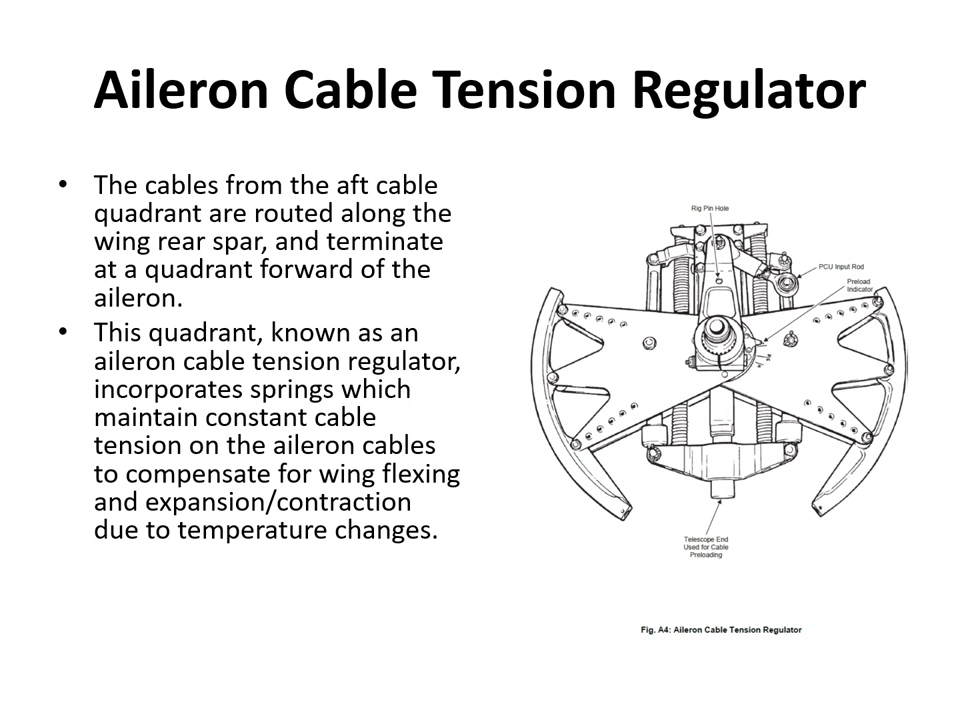 Aileron Cable Tension Regulator
• The cables from the aft cable
quadrant are routed along the
wing rear spar, and terminate
at a quadrant forward of the
aileron.
• This quadrant, known as an
aileron cable tension regulator,
incorporates springs which
maintain constant cable
tension on the aileron cables
to compensate for wing flexing
and expansion/contraction
due to temperature changes.
Rig Pin Hole
PCU Input Rod
Preload
Indicator
Telescope End
Used for Cable
Preloading
Fig. A4: Aileron Cable Tension Regulator